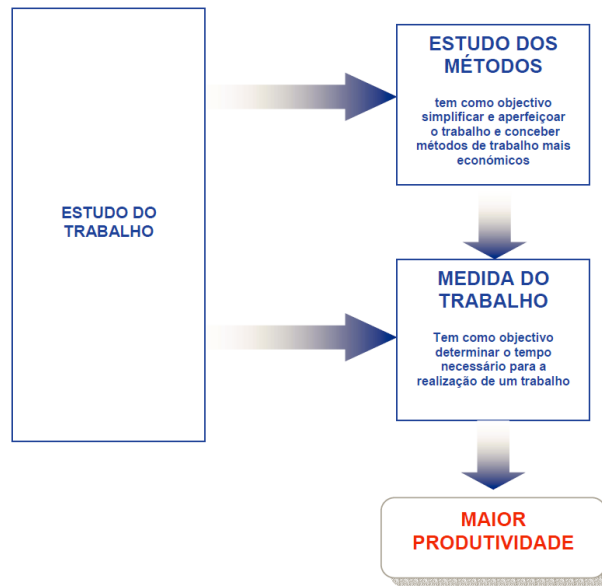 ESTUDO DO
TRABALHO
ESTUDO DOS
MÉTODOS
tem como objectivo
simplificar e aperfeiçoar
o trabalho e conceber
métodos de trabalho mais
económicos
MEDIDA DO
TRABALHO
Tem como objectivo
determinar o tempo
necessário para a
realização de um trabalho
MAIOR
PRODUTIVIDADE